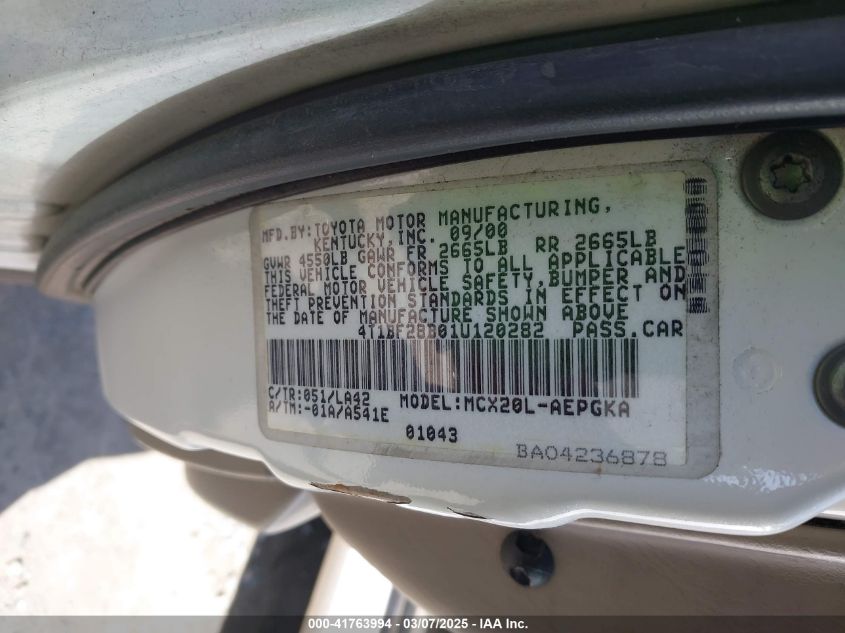 MFD.BY:TOYOTA MOTOR MANUFACTURING,
KENTUCKY,INC. 09/00
GVWR 4550LB GAWR FR 2665LB RR 2665LB
THIS VEHICLE CONFORMS TO ALL APPLICABLE
FEDERAL MOTOR VEHICLE SAFETY,BUMPER AND
THEFT PREVENTION STANDARDS IN EFFECT ON
THE DATE OF MANUFACTURE SHOWN ABOVE
4T1BF28B01U120282 PASS.CAR
C/TR:051/LA42 MODEL:MCX20L-AEPGKA
A/TM:-01A/A541E
01043
BA04236878
000-41763994 - 03/07/2025 - IAA Inc.